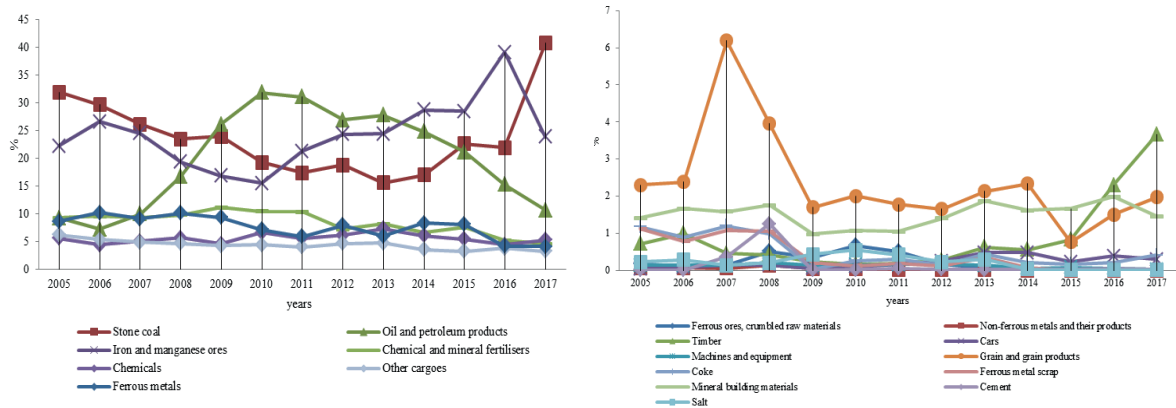 45
40
35
30
25
20
15
10
5
0
%
2005 2006 2007 2008 2009 2010 2011 2012 2013 2014 2015 2016 2017
years
Stone coal
Oil and petroleum products
Iron and manganese ores
Chemical and mineral fertilisers
Chemicals
Other cargoes
Ferrous metals
7
6
5
4
3
2
1
0
%
2005 2006 2007 2008 2009 2010 2011 2012 2013 2014 2015 2016 2017
years
Ferrous ores, crumbled raw materials
Non-ferrous metals and their products
Timber
Cars
Machines and equipment
Grain and grain products
Coke
Ferrous metal scrap
Mineral building materials
Cement
Salt